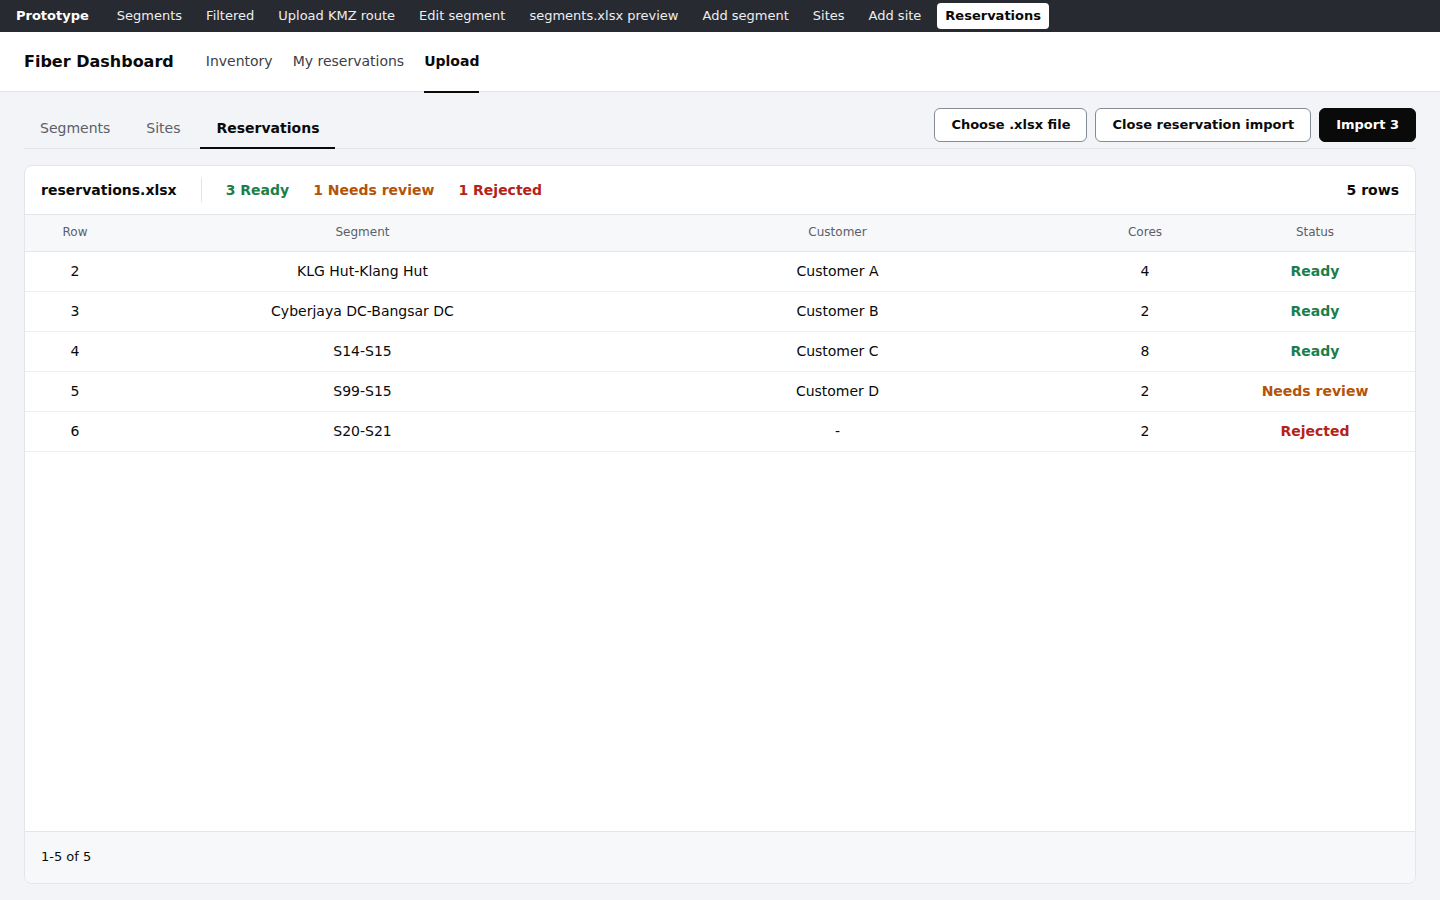 Prototype Segments Filtered Upload KMZ route Edit segment segments.xlsx preview Add segment Sites Add site Reservations
Fiber Dashboard Inventory My reservations Upload
Segments Sites Reservations Choose .xlsx file Close reservation import Import 3
reservations.xlsx 3 Ready 1 Needs review 1 Rejected 5 rows
Row Segment Customer Cores Status
2 KLG Hut-Klang Hut Customer A 4 Ready
3 Cyberjaya DC-Bangsar DC Customer B 2 Ready
4 S14-S15 Customer C 8 Ready
5 S99-S15 Customer D 2 Needs review
6 S20-S21 - 2 Rejected
1-5 of 5